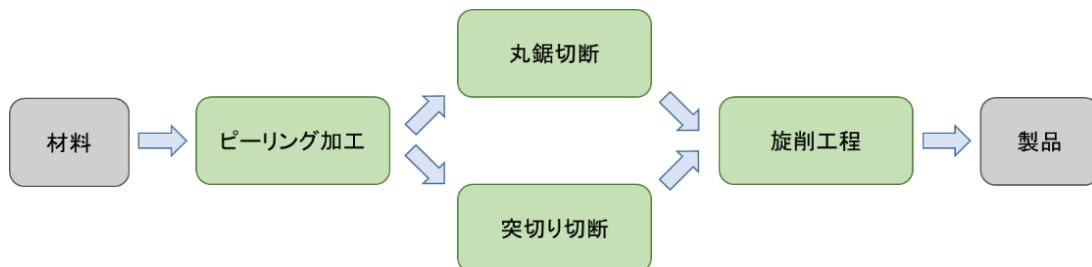 材料
ピーリング加工
丸鋸切断
突切り切断
旋削工程
製品